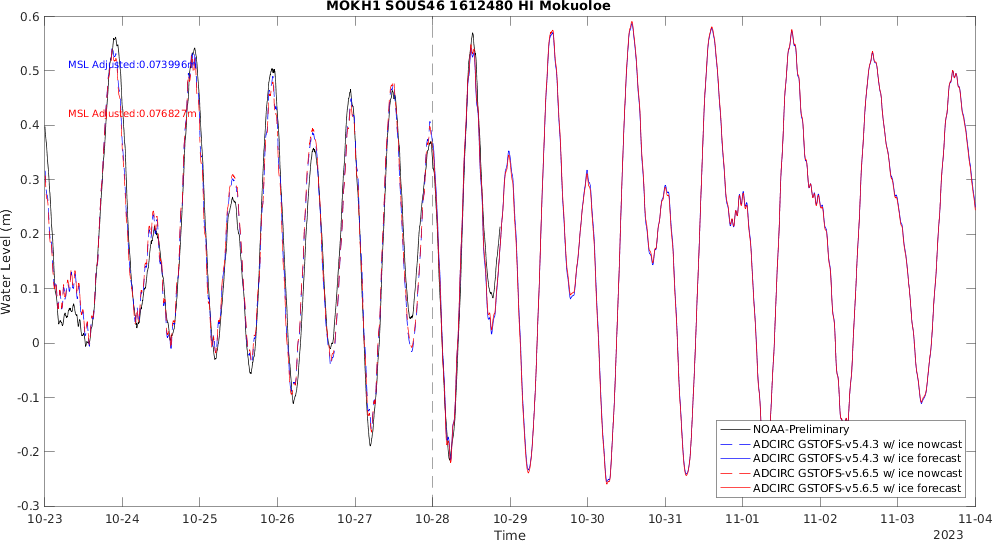 MOKH1 SOUS46 1612480 HI Mokuoloe
0.6
0.5
0.4
0.3
0.2
0.1
0
-0.1
-0.2
-0.3
Water Level (m)
MSL Adjusted:0.073996m
MSL Adjusted:0.076827m
NOAA-Preliminary
ADCIRC GSTOFS-v5.4.3 w/ ice nowcast
ADCIRC GSTOFS-v5.4.3 w/ ice forecast
ADCIRC GSTOFS-v5.6.5 w/ ice nowcast
ADCIRC GSTOFS-v5.6.5 w/ ice forecast
10-23 10-24 10-25 10-26 10-27 10-28 10-29 10-30 10-31 11-01 11-02 11-03 11-04
Time
2023